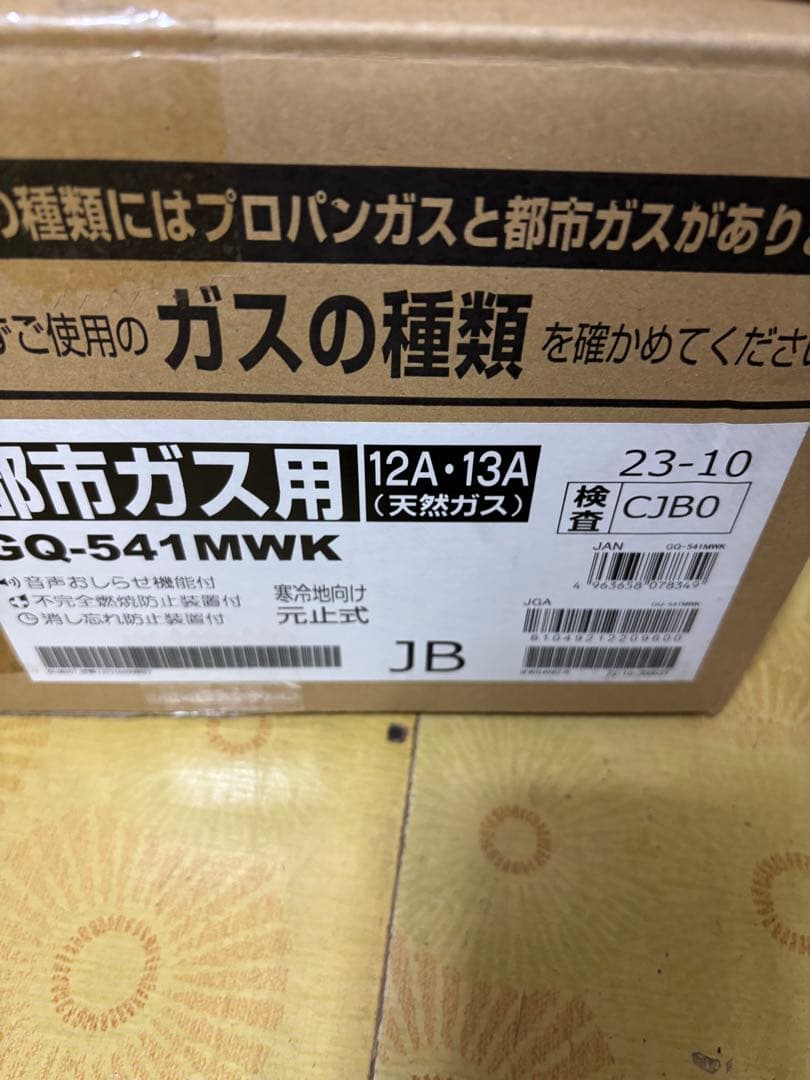 の種類にはプロパンガスと都市ガスがあり
ずご使用のガスの種類を確かめてくださ
都市ガス用 12A・13A
(天然ガス)
GQ-541MWK
音声おしらせ機能付
不完全燃焼防止装置付
消し忘れ防止装置付
寒冷地向け
元止式
JB
23-10
検査 CJB0
JAN GQ-541MWK
4 963658 078349
JGA GQ-541MWK
61049212209600